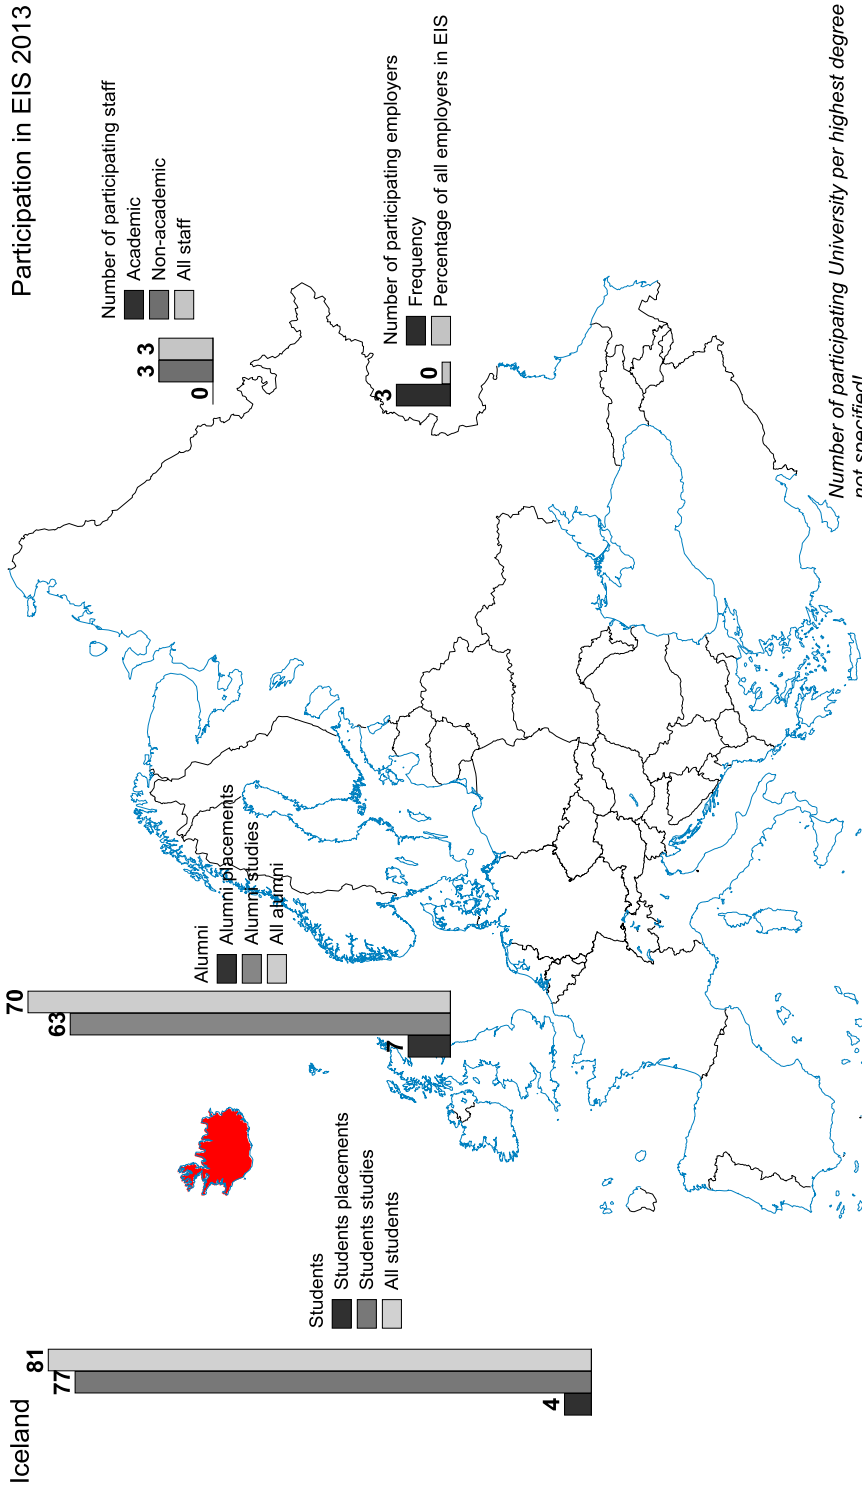 Iceland
Participation in EIS 2013
81
77
4
Students
Students placements
Students studies
All students
70
63
7
Alumni
Alumni placements
Alumni studies
All alumni
0
3
3
Number of participating staff
Academic
Non-academic
All staff
3
0
Number of participating employers
Frequency
Percentage of all employers in EIS
Number of participating University per highest degree
not specified!